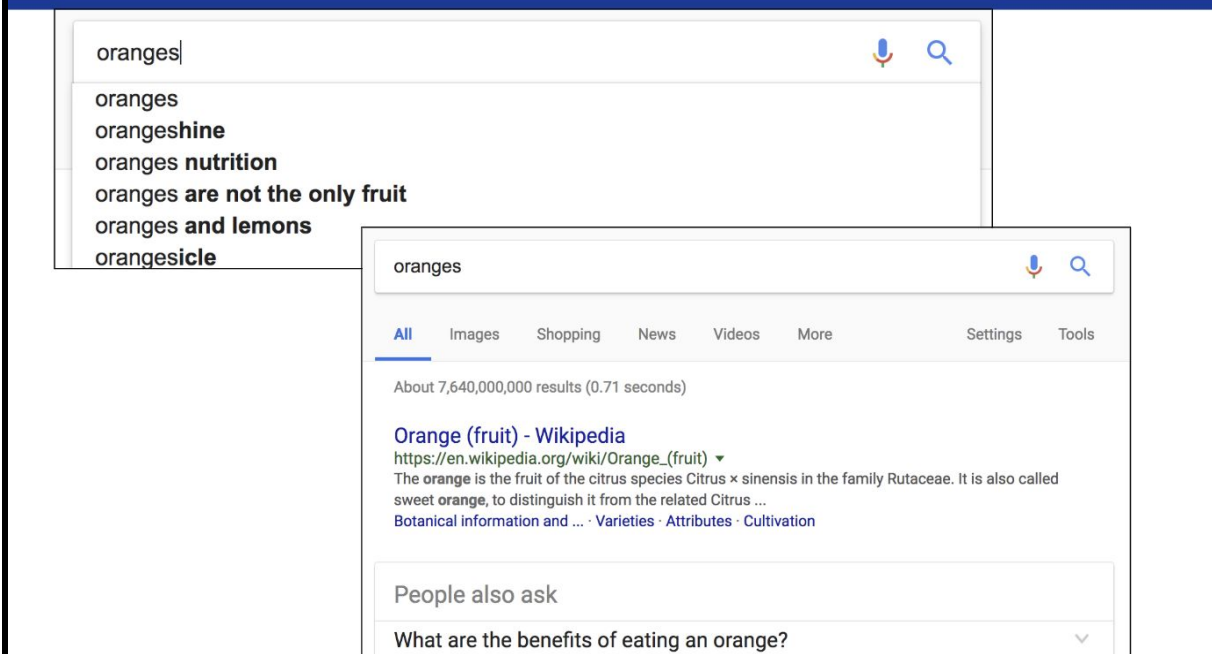 oranges
oranges
orangeshine
oranges nutrition
oranges are not the only fruit
oranges and lemons
orangesicle
oranges
All Images Shopping News Videos More Settings Tools
About 7,640,000,000 results (0.71 seconds)
Orange (fruit) - Wikipedia
https://en.wikipedia.org/wiki/Orange_(fruit)
The orange is the fruit of the citrus species Citrus × sinensis in the family Rutaceae. It is also called
sweet orange, to distinguish it from the related Citrus ...
Botanical information and ... · Varieties · Attributes · Cultivation
People also ask
What are the benefits of eating an orange?